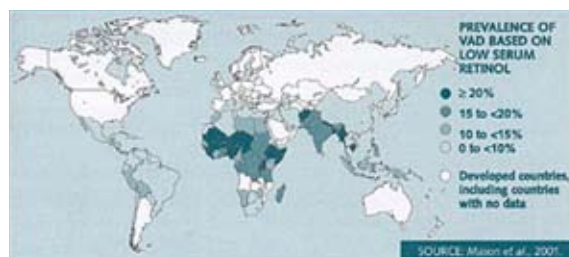 PREVALENCE OF
VAD BASED ON
LOW SERUM
RETINOL
≥ 20%
15 to <20%
10 to <15%
0 to <10%
Developed countries,
including countries
with no data
SOURCE: Mason et al., 2001.